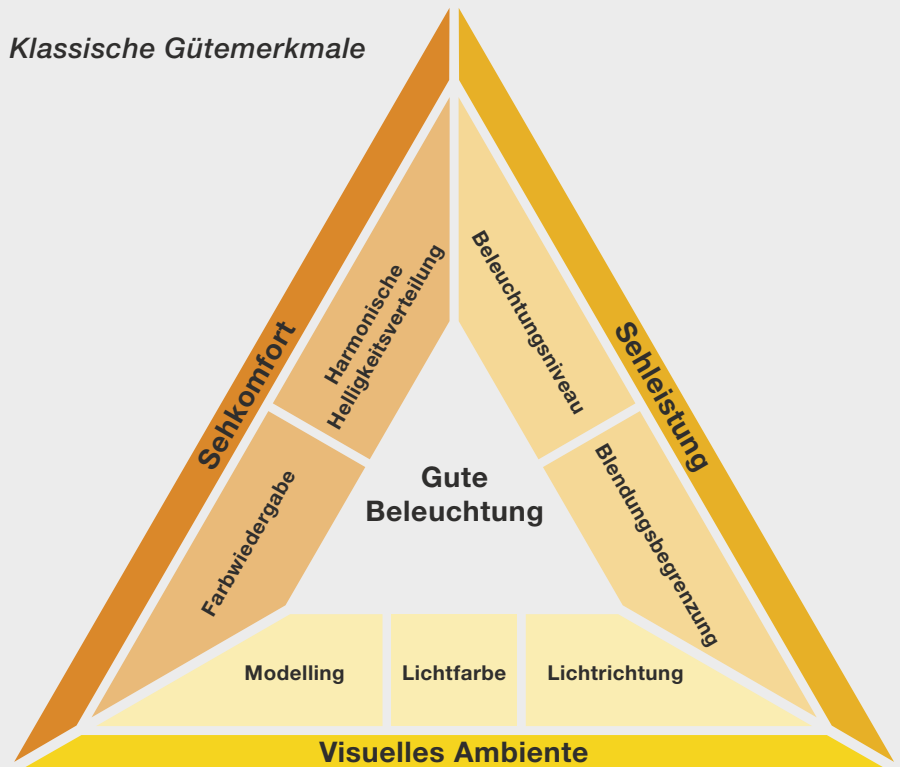 Klassische Gütemerkmale
Sehkomfort
Harmonische
Helligkeitsverteilung
Farbwiedergabe
Beleuchtungsniveau
Sehleistung
Blendungsbegrenzung
Gute
Beleuchtung
Modelling
Lichtfarbe
Lichtrichtung
Visuelles Ambiente